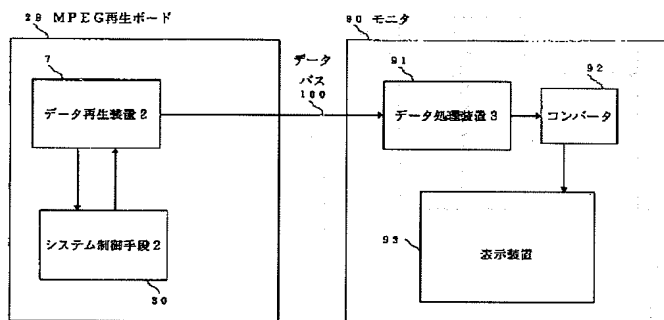 29 MPEG再生ボード
7
データ再生装置2
システム制御手段2
30
データ
バス
100
90 モニタ
91
データ処理装置3
92
コンバータ
93
表示装置